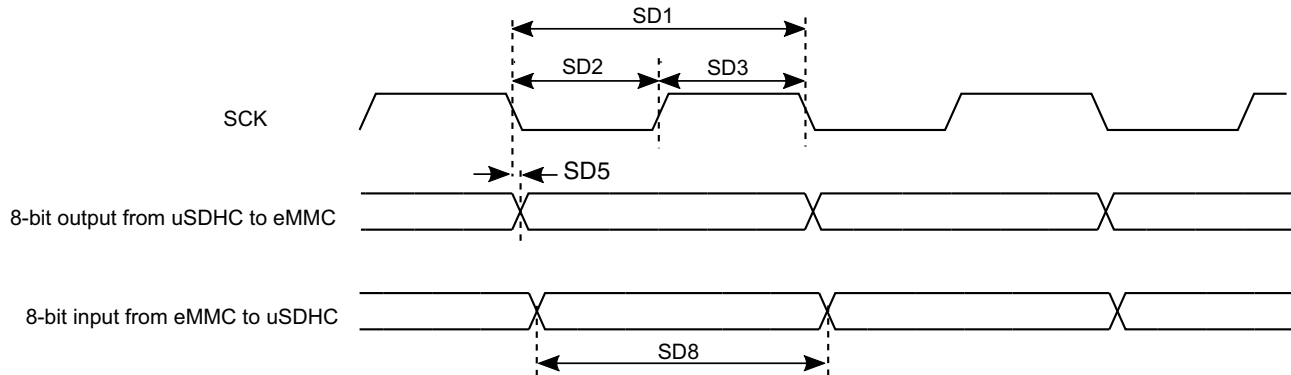 SD1
SD2
SD3
SCK
SD5
8-bit output from uSDHC to eMMC
8-bit input from eMMC to uSDHC
SD8